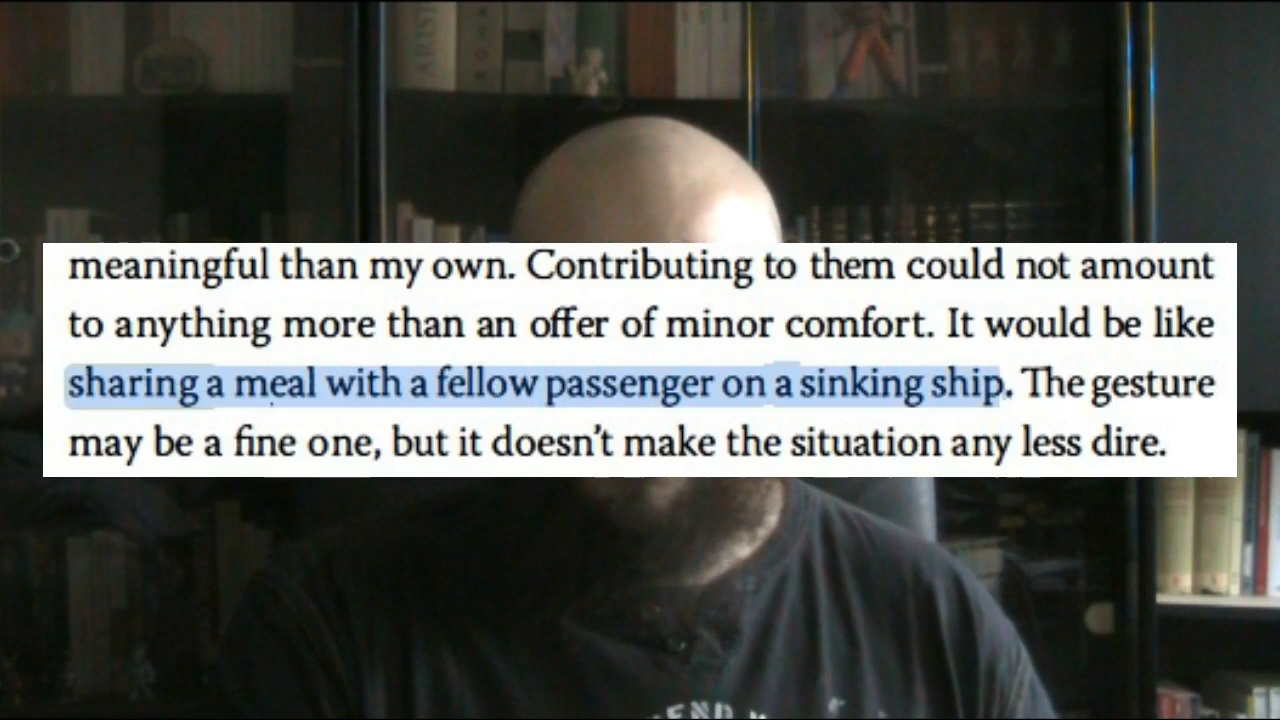 meaningful than my own. Contributing to them could not amount
to anything more than an offer of minor comfort. It would be like
sharing a meal with a fellow passenger on a sinking ship. The gesture
may be a fine one, but it doesn't make the situation any less dire.